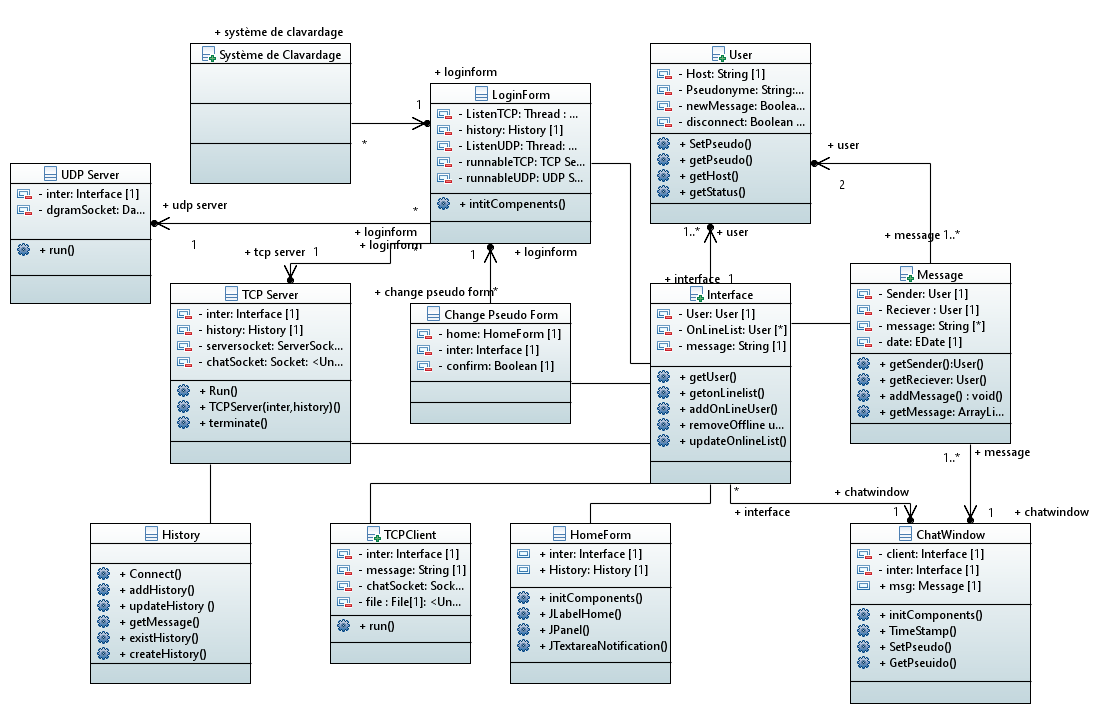 + système de clavardage
Système de Clavardage
+ loginform
LoginForm
- ListenTCP: Thread : ...
- history: History [1]
- ListenUDP: Thread: ...
- runnableTCP: TCP Se...
- runnableUDP: UDP S...
+ intitCompenents()
1
*
User
- Host: String [1]
- Pseudonyme: String:...
- newMessage: Boolea...
- disconnect: Boolean ...
+ SetPseudo()
+ getPseudo()
+ getHost()
+ getStatus()
+ user
2
UDP Server
- inter: Interface [1]
- dgramSocket: Da...
+ run()
+ udp server
1
*
+ loginform
+ loginform
*
+ tcp server
1
1
+ loginform
1..*
+ user
+ message
1..*
TCP Server
- inter: Interface [1]
- history: History [1]
- serversocket: ServerSock...
- chatSocket: Socket: <Un...
+ Run()
+ TCPServer(inter,history)()
+ terminate()
+ change pseudo form
*
Change Pseudo Form
- home: HomeForm [1]
- inter: Interface [1]
- confirm: Boolean [1]
+ interface
1
Interface
- User: User [1]
- OnLineList: User [*]
- message: String [1]
+ getUser()
+ getonLinelist()
+ addOnLineUser()
+ removeOffline u...
+ updateOnlineList()
Message
- Sender: User [1]
- Reciever : User [1]
- message: String [*]
- date: EDate [1]
+ getSender():User()
+ getReciever: User()
+ addMessage() : void()
+ getMessage: ArrayLi...
1..*
+ message
*
+ interface
+ chatwindow
1
1
+ chatwindow
History
+ Connect()
+ addHistory()
+ updateHistory ()
+ getMessage()
+ existHistory()
+ createHistory()
TCPClient
- inter: Interface [1]
- message: String [1]
- chatSocket: Sock...
- file : File[1]: <Un...
+ run()
HomeForm
+ inter: Interface [1]
+ History: History [1]
+ initComponents()
+ JLabelHome()
+ JPanel()
+ JTextareaNotification()
ChatWindow
- client: Interface [1]
- inter: Interface [1]
+ msg: Message [1]
+ initComponents()
+ TimeStamp()
+ SetPseudo()
+ GetPseuido()